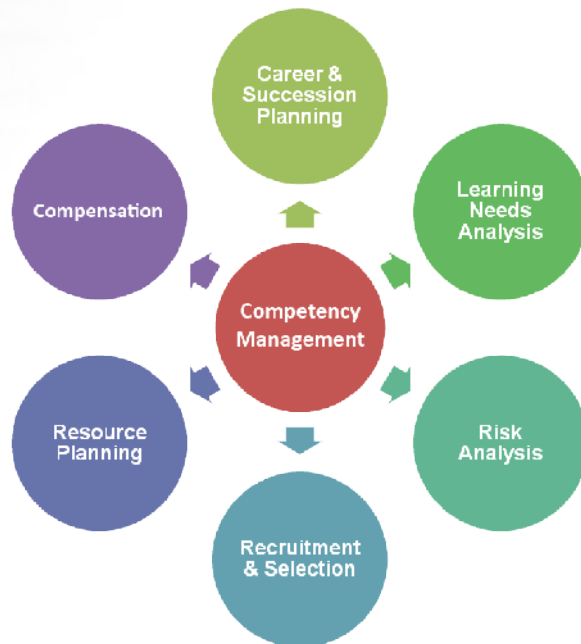 Career &
Succession
Planning
Compensation
Learning
Needs
Analysis
Competency
Management
Resource
Planning
Risk
Analysis
Recruitment
& Selection